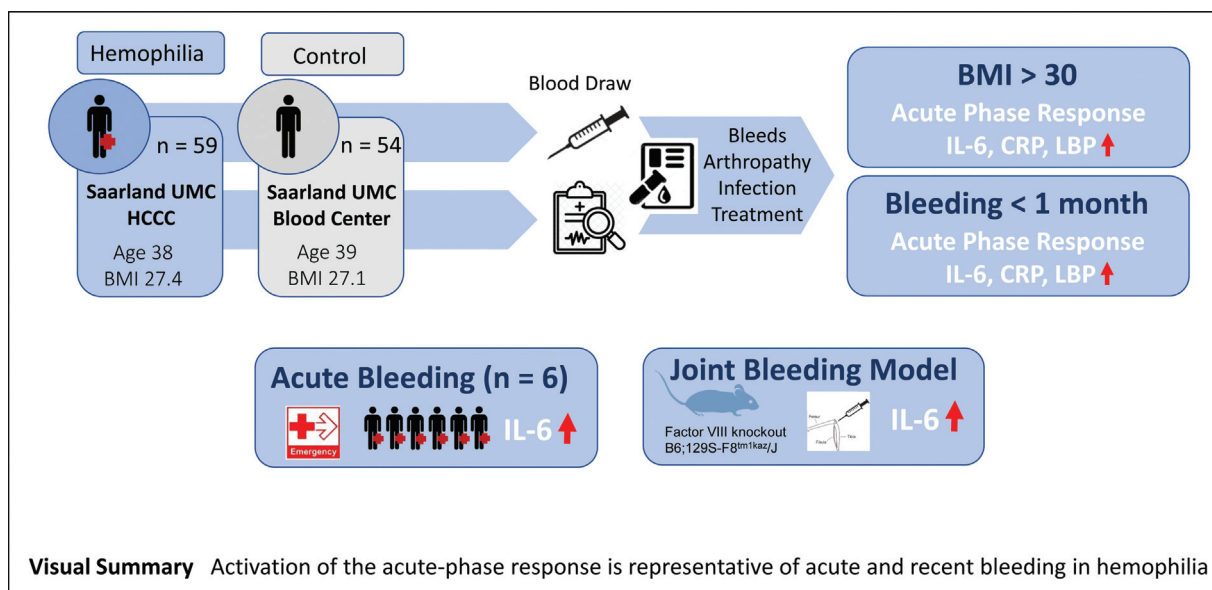 Hemophilia
n = 59
Saarland UMC
HCCC
Age 38
BMI 27.4
Control
n = 54
Saarland UMC
Blood Center
Age 39
BMI 27.1
Blood Draw
Bleeds
Arthropathy
Infection
Treatment
BMI > 30
Acute Phase Response
IL-6, CRP, LBP
Bleeding < 1 month
Acute Phase Response
IL-6, CRP, LBP
Acute Bleeding (n = 6)
Emergency
IL-6
Joint Bleeding Model
Factor VIII knockout
B6;129S-F8tm1kaz/J
Femur
Tibia
Fibula
IL-6
Visual Summary Activation of the acute-phase response is representative of acute and recent bleeding in hemophilia